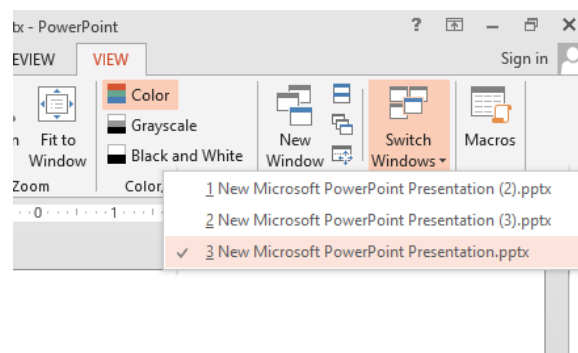 tx - PowerPoint ?
EVIEW VIEW Sign in
Color
Grayscale
Black and White
Fit to
Window
New
Window
Switch
Windows
Macros
Zoom
Color
1 New Microsoft PowerPoint Presentation (2).pptx
2 New Microsoft PowerPoint Presentation (3).pptx
3 New Microsoft PowerPoint Presentation.pptx
0 1